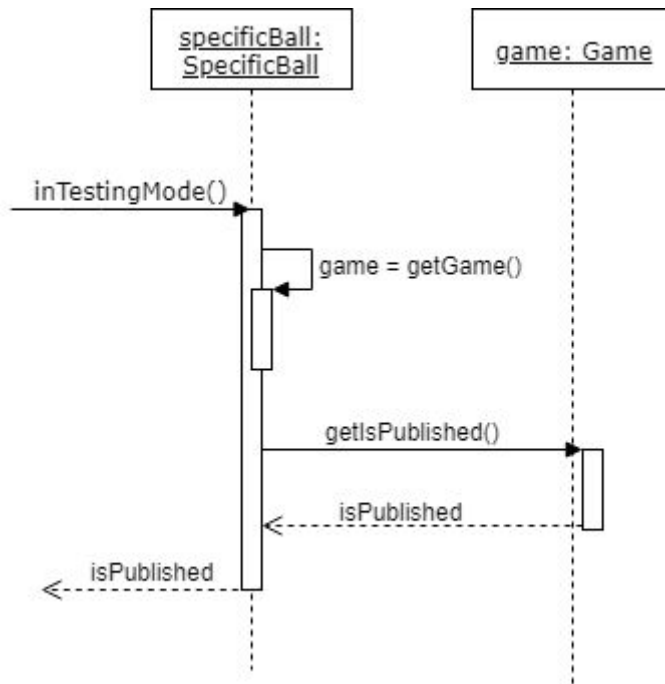 specificBall:
SpecificBall
game: Game
inTestingMode()
game = getGame()
getIsPublished()
isPublished
isPublished